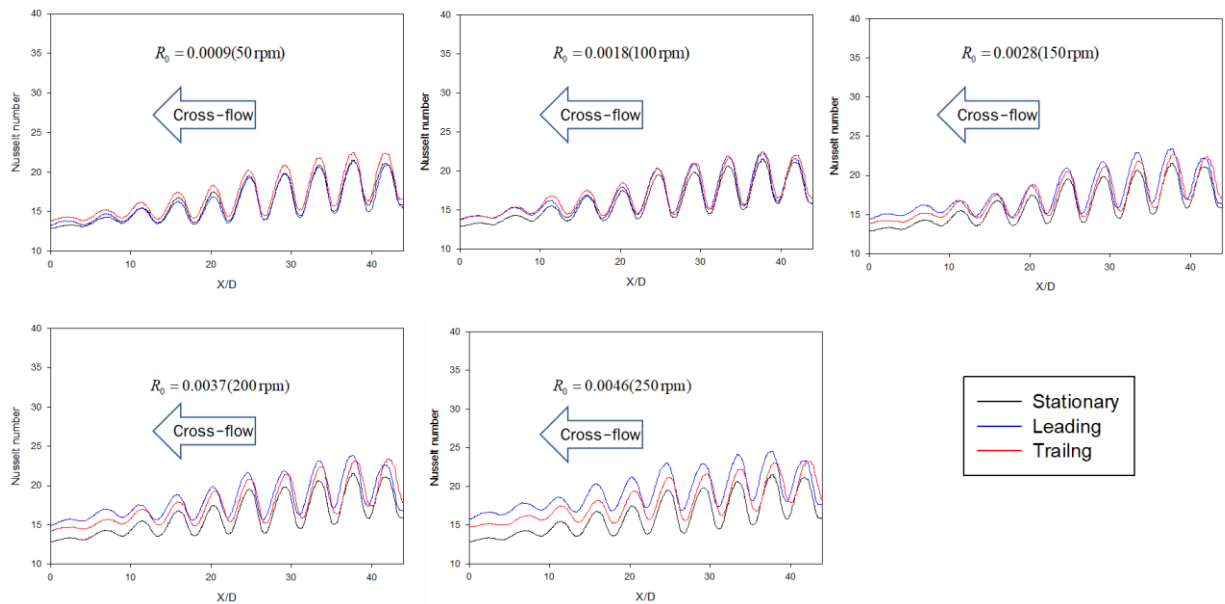 R₀ = 0.0009(50 rpm)
Cross-flow
Nusselt number
40
35
30
25
20
15
10
0
10
20
30
40
X/D
R₀ = 0.0018(100 rpm)
Cross-flow
Nusselt number
40
35
30
25
20
15
10
0
10
20
30
40
X/D
R₀ = 0.0028(150 rpm)
Cross-flow
Nusselt number
40
35
30
25
20
15
10
0
10
20
30
40
X/D
R₀ = 0.0037(200 rpm)
Cross-flow
Nusselt number
40
35
30
25
20
15
10
0
10
20
30
40
X/D
R₀ = 0.0046(250 rpm)
Cross-flow
Nusselt number
40
35
30
25
20
15
10
0
10
20
30
40
X/D
Stationary
Leading
Trailng